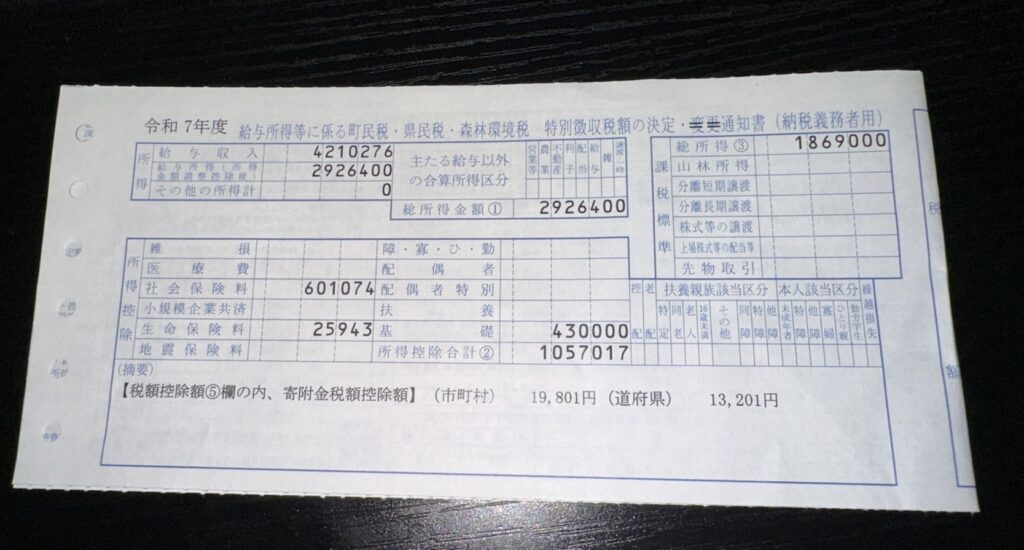 令和 7年度 給与所得等に係る町民税・県民税・森林環境税 特別徴収税額の決定・変更通知書(納税義務者用)
所得
給与収入 4210276
給与所得(所得金額調整控除後) 2926400
その他の所得計 0
主たる給与以外の合算所得区分
営業等 農業 不動産 利子 配当 給与 雑 譲渡一時
総所得金額① 2926400
課税標準
総所得③ 1869000
山林所得
分離短期譲渡
分離長期譲渡
株式等の譲渡
上場株式等の配当等
先物取引
所得控除
雑損
医療費
社会保険料 601074
小規模企業共済
生命保険料 25943
地震保険料
障・寡・ひ・勤
配偶者
配偶者特別
扶養
基礎 430000
所得控除合計② 1057017
控配 老配
扶養親族該当区分
特定 同老 老人 16歳未満 その他 同障 特障 他障
本人該当区分
未成年者 特障 他障 寡婦 ひとり親 勤労学生
繰越損失
(摘要)
【税額控除額⑤欄の内、寄附金税額控除額】(市町村) 19,801円(道府県) 13,201円
税
額